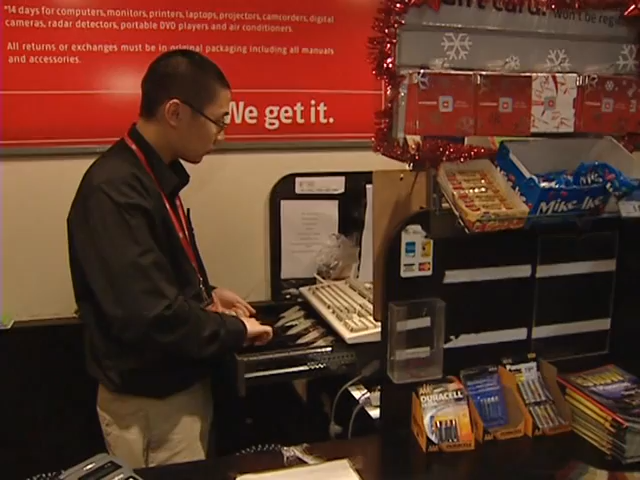 *14 days for computers, monitors, printers, laptops, projectors, camcorders, digital
cameras, radar detectors, portable DVD players and air conditioners.
All returns or exchanges must be in original packaging including all manuals
and accessories.
We get it.
Gift card.
Won't be
Mike Ike
DURACELL